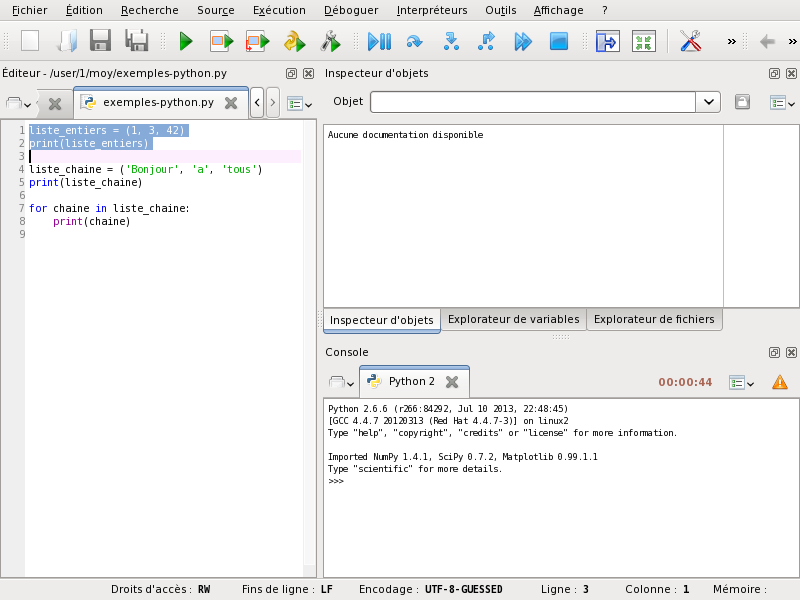 Fichier Édition Recherche Source Exécution Déboguer Interpréteurs Outils Affichage ?
Éditeur - /user/1/moy/exemples-python.py
exemples-python.py
1 liste_entiers = (1, 3, 42)
2 print(liste_entiers)
3
4 liste_chaine = ('Bonjour', 'a', 'tous')
5 print(liste_chaine)
6
7 for chaine in liste_chaine:
8     print(chaine)
9
Inspecteur d'objets
Objet
Aucune documentation disponible
Inspecteur d'objets Explorateur de variables Explorateur de fichiers
Console
Python 2 00:00:44
Python 2.6.6 (r266:84292, Jul 10 2013, 22:48:45)
[GCC 4.4.7 20120313 (Red Hat 4.4.7-3)] on linux2
Type "help", "copyright", "credits" or "license" for more information.
Imported NumPy 1.4.1, SciPy 0.7.2, Matplotlib 0.99.1.1
Type "scientific" for more details.
>>>
Droits d'accès : RW Fins de ligne : LF Encodage : UTF-8-GUESSED Ligne : 3 Colonne : 1 Mémoire :